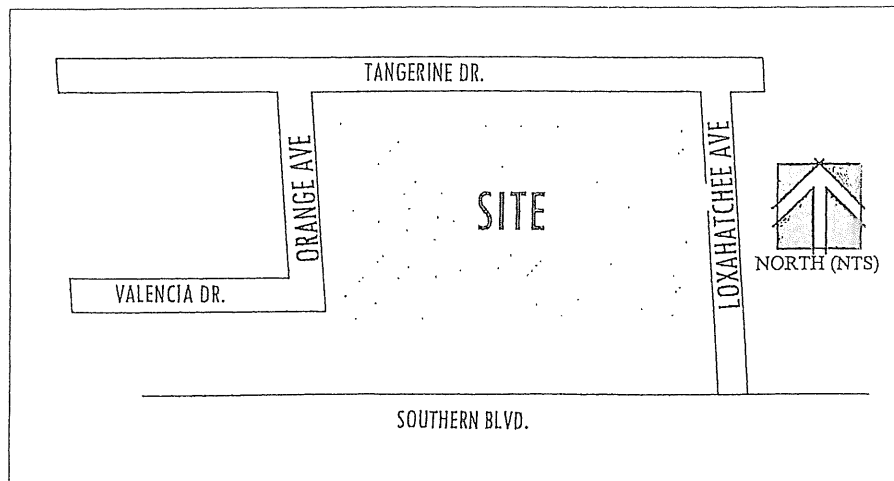 TANGERINE DR.
ORANGE AVE
SITE
LOXAHATCHEE AVE
NORTH (NTS)
VALENCIA DR.
SOUTHERN BLVD.